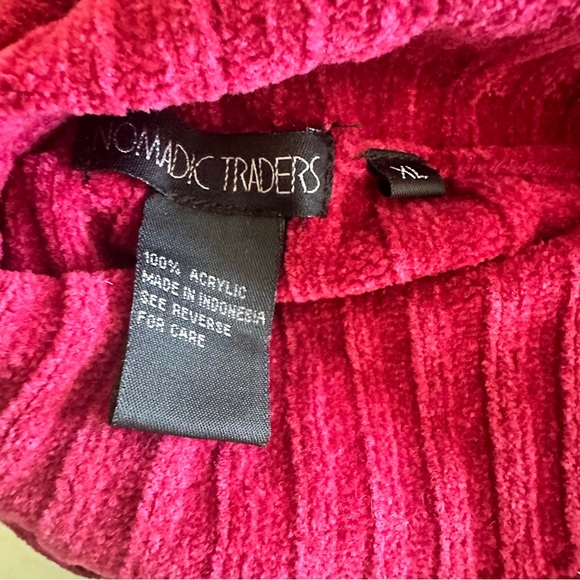 NOMADIC TRADERS
XL
100% ACRYLIC
MADE IN INDONESIA
SEE REVERSE
FOR CARE